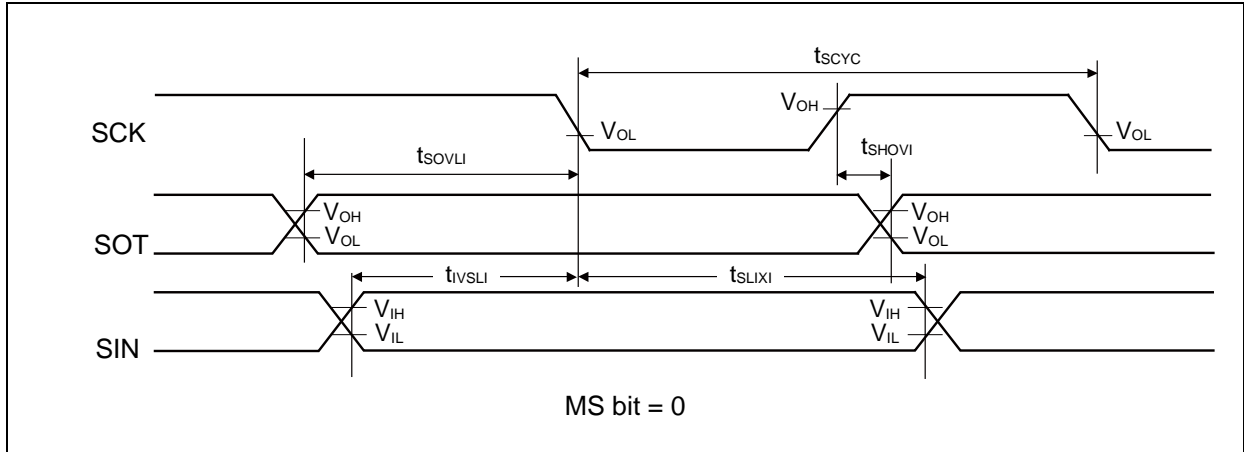 tSCYC
SCK
VOL
VOH
VOL
tSOVLI
tSHOVI
SOT
VOH
VOL
VOH
VOL
tIVSLI
tSLIXI
SIN
VIH
VIL
VIH
VIL
MS bit = 0